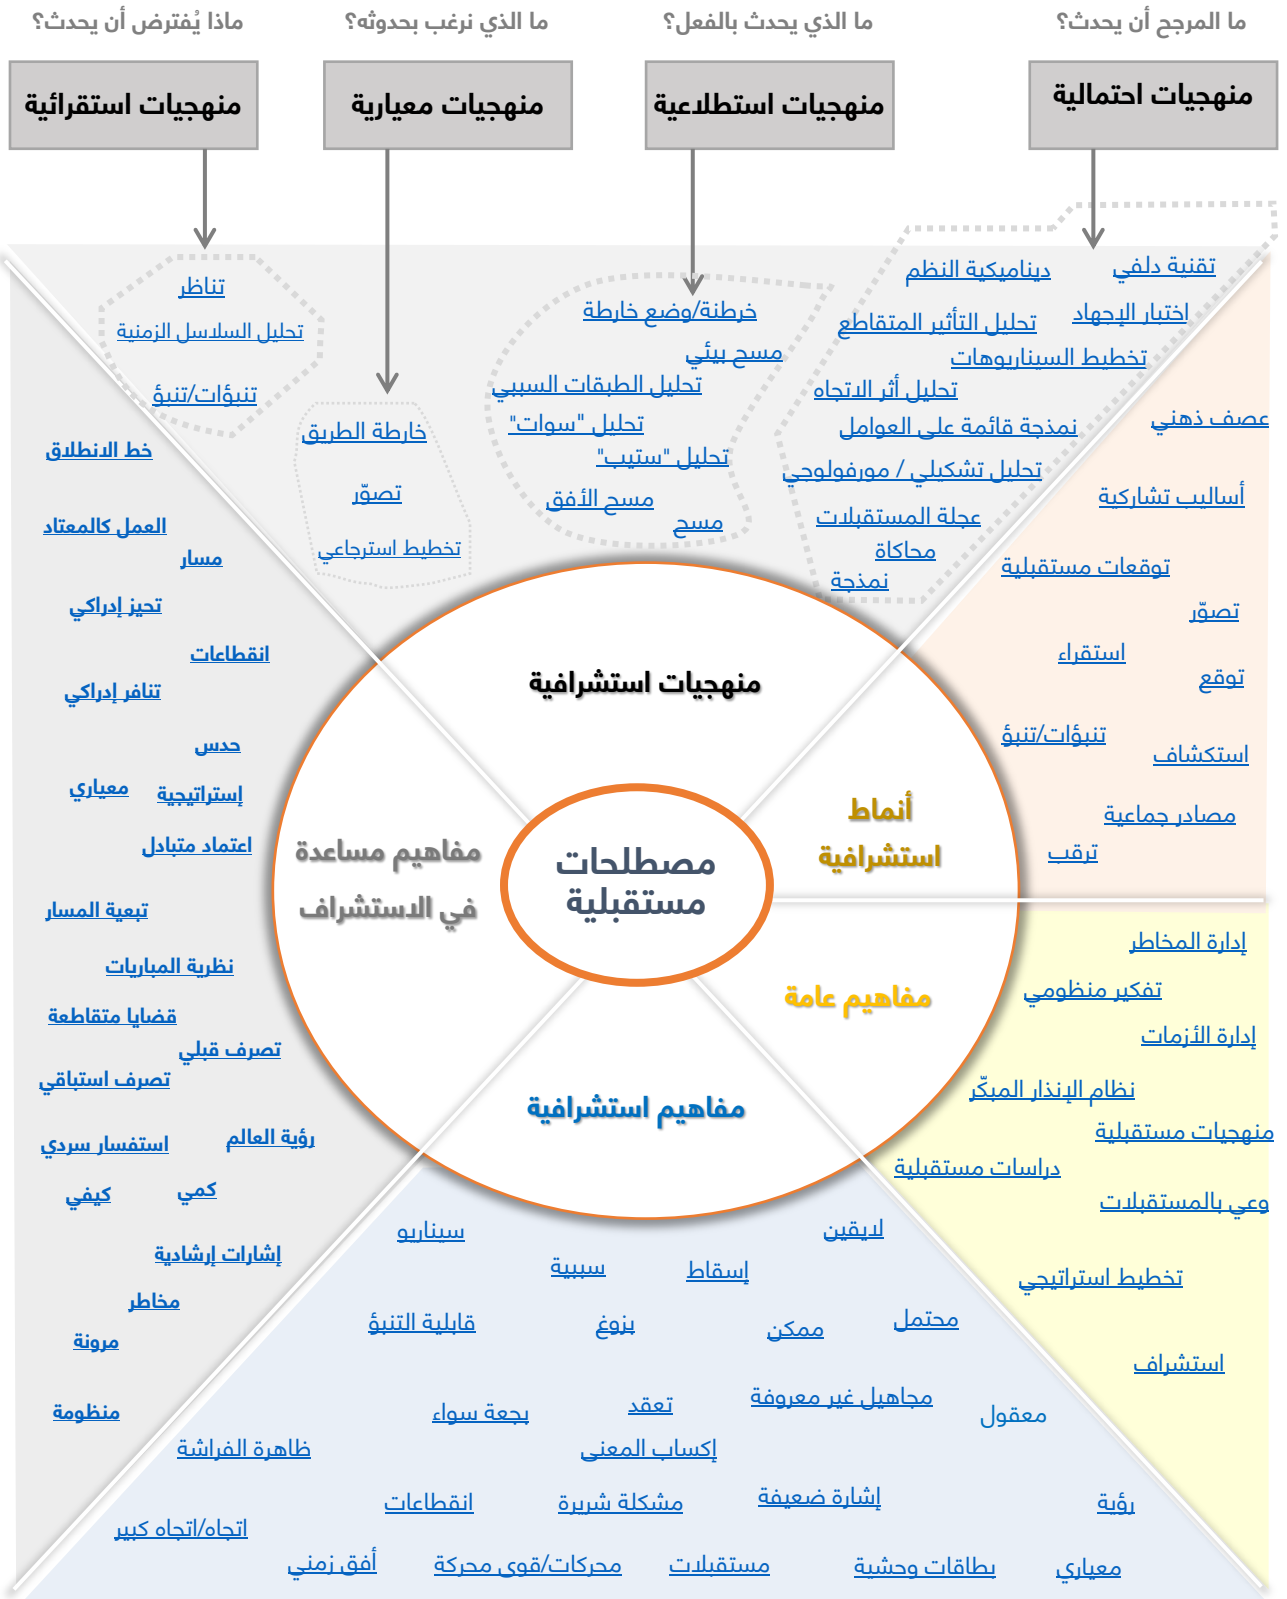 ما المرجح أن يحدث؟
ما الذي يحدث بالفعل؟
ما الذي نرغب بحدوثه؟
ماذا يُفترض أن يحدث؟
منهجيات احتمالية
منهجيات استطلاعية
منهجيات معيارية
منهجيات استقرائية
تقنية دلفي
ديناميكية النظم
اختبار الإجهاد
تحليل التأثير المتقاطع
تخطيط السيناريوهات
تحليل أثر الاتجاه
نمذجة قائمة على العوامل
تحليل تشكيلي / مورفولوجي
عجلة المستقبلات
محاكاة
نمذجة
خرطنة/وضع خارطة
مسح بيئي
تحليل الطبقات السببي
تحليل "سوات"
تحليل "ستيب"
مسح الأفق
مسح
خارطة الطريق
تصوّر
تخطيط استرجاعي
تناظر
تحليل السلاسل الزمنية
تنبؤات/تنبؤ
منهجيات استشرافية
أنماط
استشرافية
مفاهيم عامة
مفاهيم استشرافية
مفاهيم مساعدة
في الاستشراف
مصطلحات
مستقبلية
عصف ذهني
أساليب تشاركية
توقعات مستقبلية
تصوّر
استقراء
توقع
تنبؤات/تنبؤ
استكشاف
مصادر جماعية
ترقب
إدارة المخاطر
تفكير منظومي
إدارة الأزمات
نظام الإنذار المبكّر
منهجيات مستقبلية
دراسات مستقبلية
وعي بالمستقبلات
تخطيط استراتيجي
استشراف
لايقين
سيناريو
إسقاط
سببية
محتمل
ممكن
بزوغ
قابلية التنبؤ
معقول
مجاهيل غير معروفة
تعقد
بجعة سواء
إكساب المعنى
ظاهرة الفراشة
رؤية
إشارة ضعيفة
مشكلة شريرة
انقطاعات
اتجاه/اتجاه كبير
معياري
بطاقات وحشية
مستقبلات
محركات/قوى محركة
أفق زمني
خط الانطلاق
العمل كالمعتاد
مسار
تحيز إدراكي
انقطاعات
تنافر إدراكي
حدس
إستراتيجية
معياري
اعتماد متبادل
تبعية المسار
نظرية المباريات
قضايا متقاطعة
تصرف قبلي
تصرف استباقي
رؤية العالم
استفسار سردي
كمي
كيفي
إشارات إرشادية
مخاطر
مرونة
منظومة